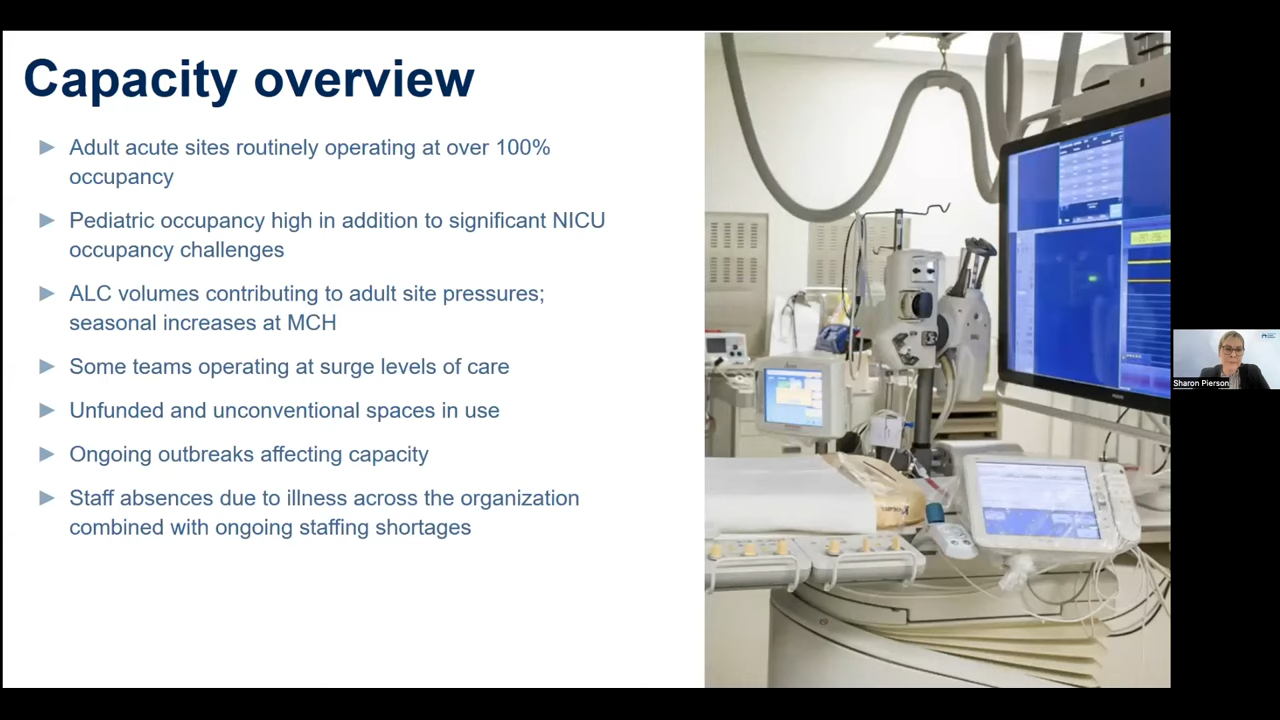 Capacity overview
Adult acute sites routinely operating at over 100%
occupancy
Pediatric occupancy high in addition to significant NICU
occupancy challenges
ALC volumes contributing to adult site pressures;
seasonal increases at MCH
Some teams operating at surge levels of care
Unfunded and unconventional spaces in use
Ongoing outbreaks affecting capacity
Staff absences due to illness across the organization
combined with ongoing staffing shortages
Sharon Pierson